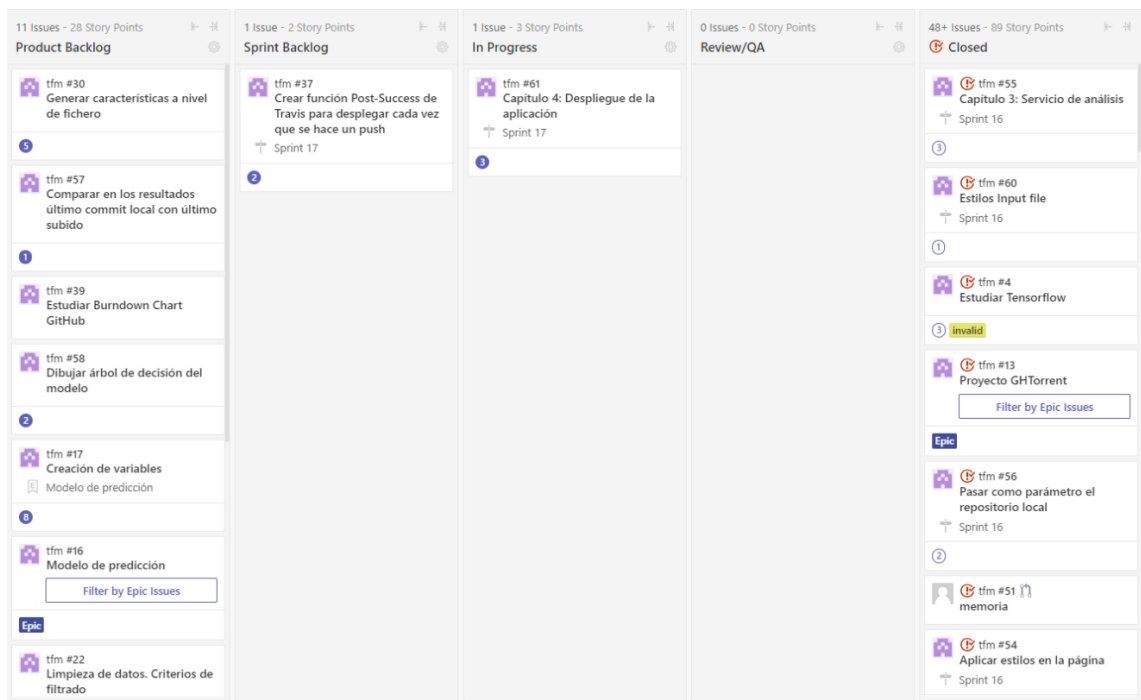 11 Issues - 28 Story Points
Product Backlog
tfm #30
Generar características a nivel
de fichero
5
tfm #57
Comparar en los resultados
último commit local con último
subido
1
tfm #39
Estudiar Burndown Chart
GitHub
tfm #58
Dibujar árbol de decisión del
modelo
2
tfm #17
Creación de variables
Modelo de predicción
8
tfm #16
Modelo de predicción
Filter by Epic Issues
Epic
tfm #22
Limpieza de datos. Criterios de
filtrado
1 Issue - 2 Story Points
Sprint Backlog
tfm #37
Crear función Post-Success de
Travis para desplegar cada vez
que se hace un push
Sprint 17
2
1 Issue - 3 Story Points
In Progress
tfm #61
Capítulo 4: Despliegue de la
aplicación
Sprint 17
3
0 Issues - 0 Story Points
Review/QA
48+ Issues - 89 Story Points
Closed
tfm #55
Capítulo 3: Servicio de análisis
Sprint 16
3
tfm #60
Estilos Input file
Sprint 16
1
tfm #4
Estudiar Tensorflow
3 invalid
tfm #13
Proyecto GHTorrent
Filter by Epic Issues
Epic
tfm #56
Pasar como parámetro el
repositorio local
Sprint 16
2
tfm #51
memoria
tfm #54
Aplicar estilos en la página
Sprint 16